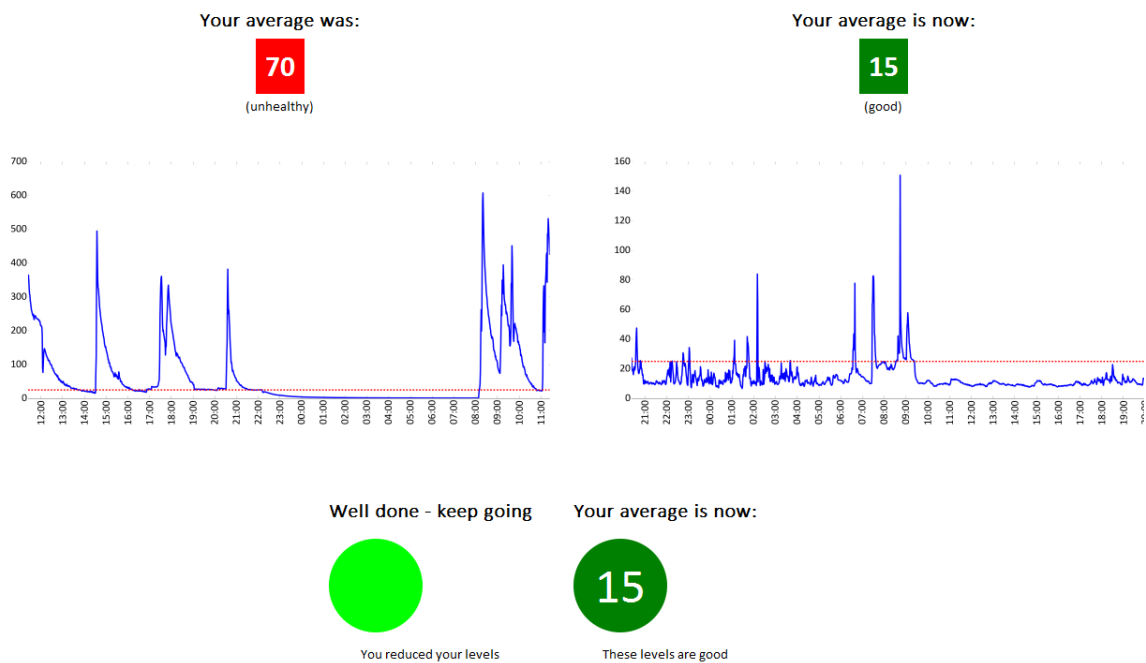 Your average was:
70
(unhealthy)
Your average is now:
15
(good)
700
600
500
400
300
200
100
0
12:00 13:00 14:00 15:00 16:00 17:00 18:00 19:00 20:00 21:00 22:00 23:00 00:00 01:00 02:00 03:00 04:00 05:00 06:00 07:00 08:00 09:00 10:00 11:00
160
140
120
100
80
60
40
20
0
21:00 22:00 23:00 00:00 01:00 02:00 03:00 04:00 05:00 06:00 07:00 08:00 09:00 10:00 11:00 12:00 13:00 14:00 15:00 16:00 17:00 18:00 19:00 20:00
Well done - keep going
You reduced your levels
Your average is now:
15
These levels are good